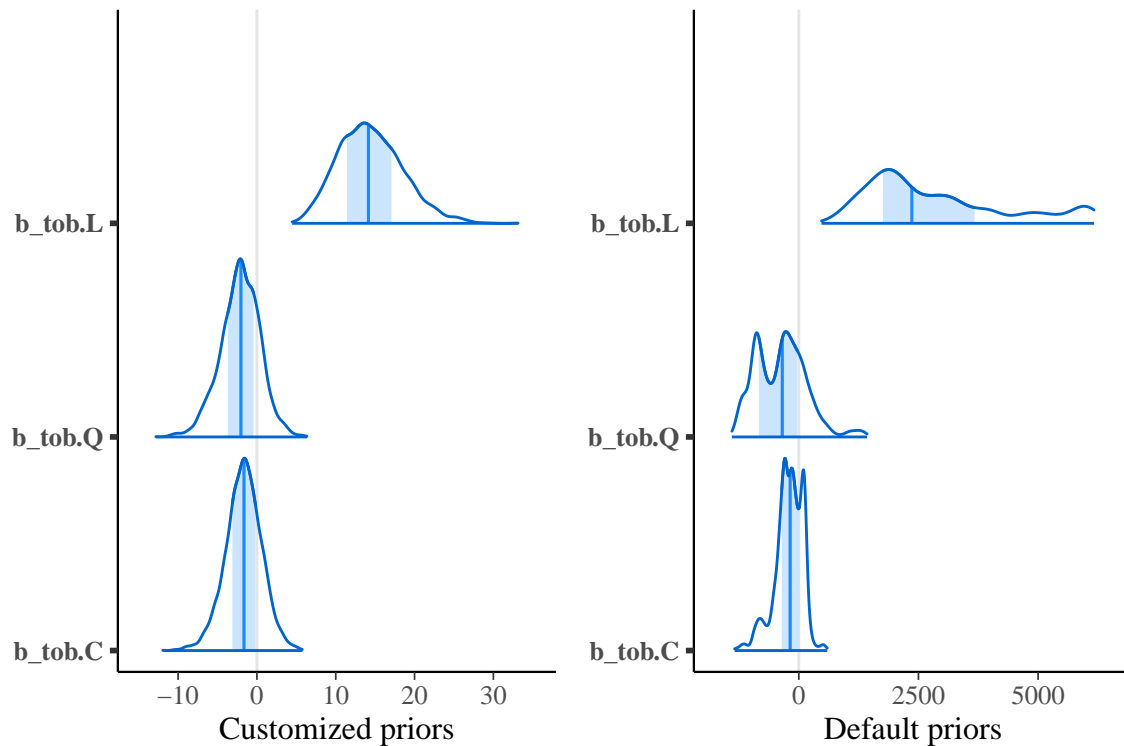 b_tob.L
b_tob.Q
b_tob.C
−10 0 10 20 30
Customized priors
b_tob.L
b_tob.Q
b_tob.C
0 2500 5000
Default priors